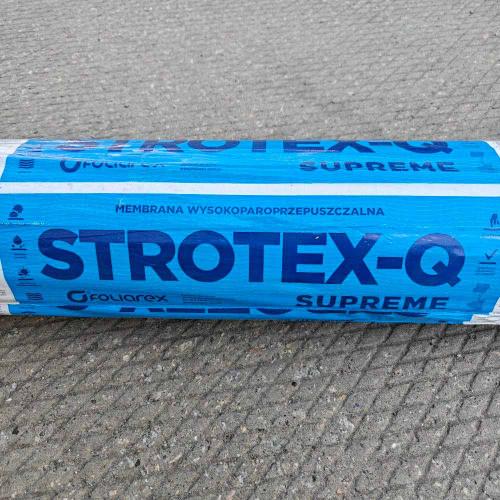 STROTEX-Q
FOLIAREX
SUPREME
MEMBRANA WYSOKOPAROPRZEPUSZCZALNA
STROTEX-Q
FOLIAREX
SUPREME